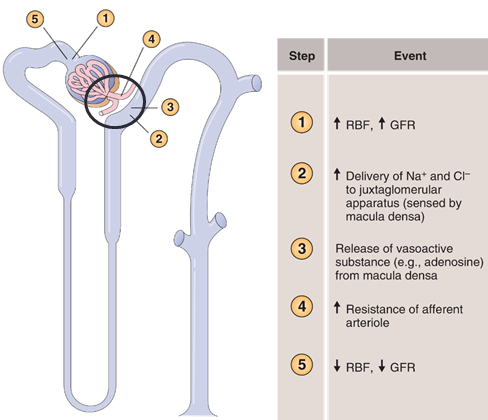 5
1
4
3
2
Step Event
1 ↑ RBF, ↑ GFR
2 ↑ Delivery of Na⁺ and Cl⁻
to juxtaglomerular
apparatus (sensed by
macula densa)
3 Release of vasoactive
substance (e.g., adenosine)
from macula densa
4 ↑ Resistance of afferent
arteriole
5 ↓ RBF, ↓ GFR